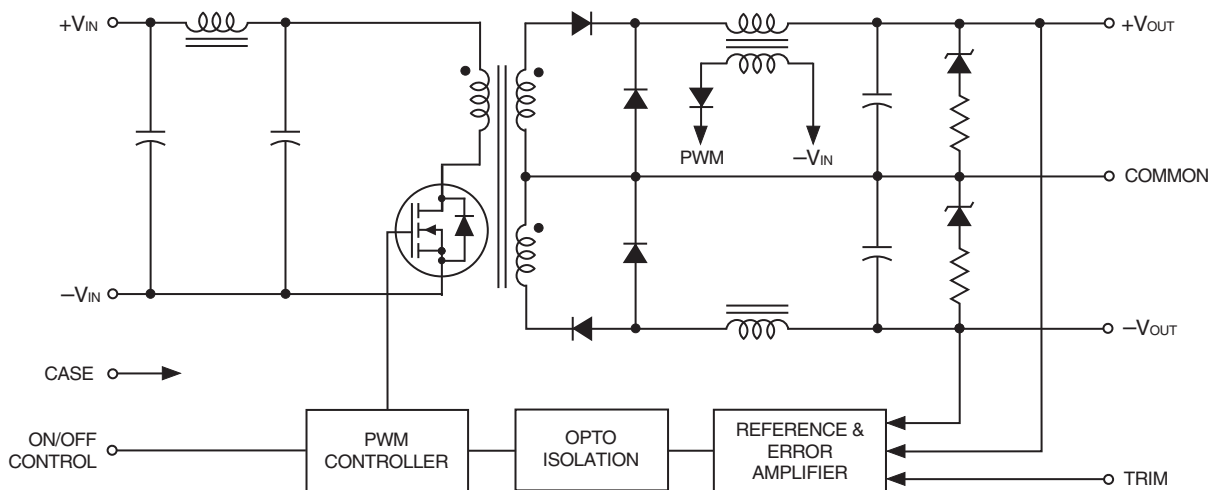 +VIN
+VOUT
PWM
–VIN
COMMON
–VIN
–VOUT
CASE
ON/OFF
CONTROL
PWM
CONTROLLER
OPTO
ISOLATION
REFERENCE &
ERROR
AMPLIFIER
TRIM